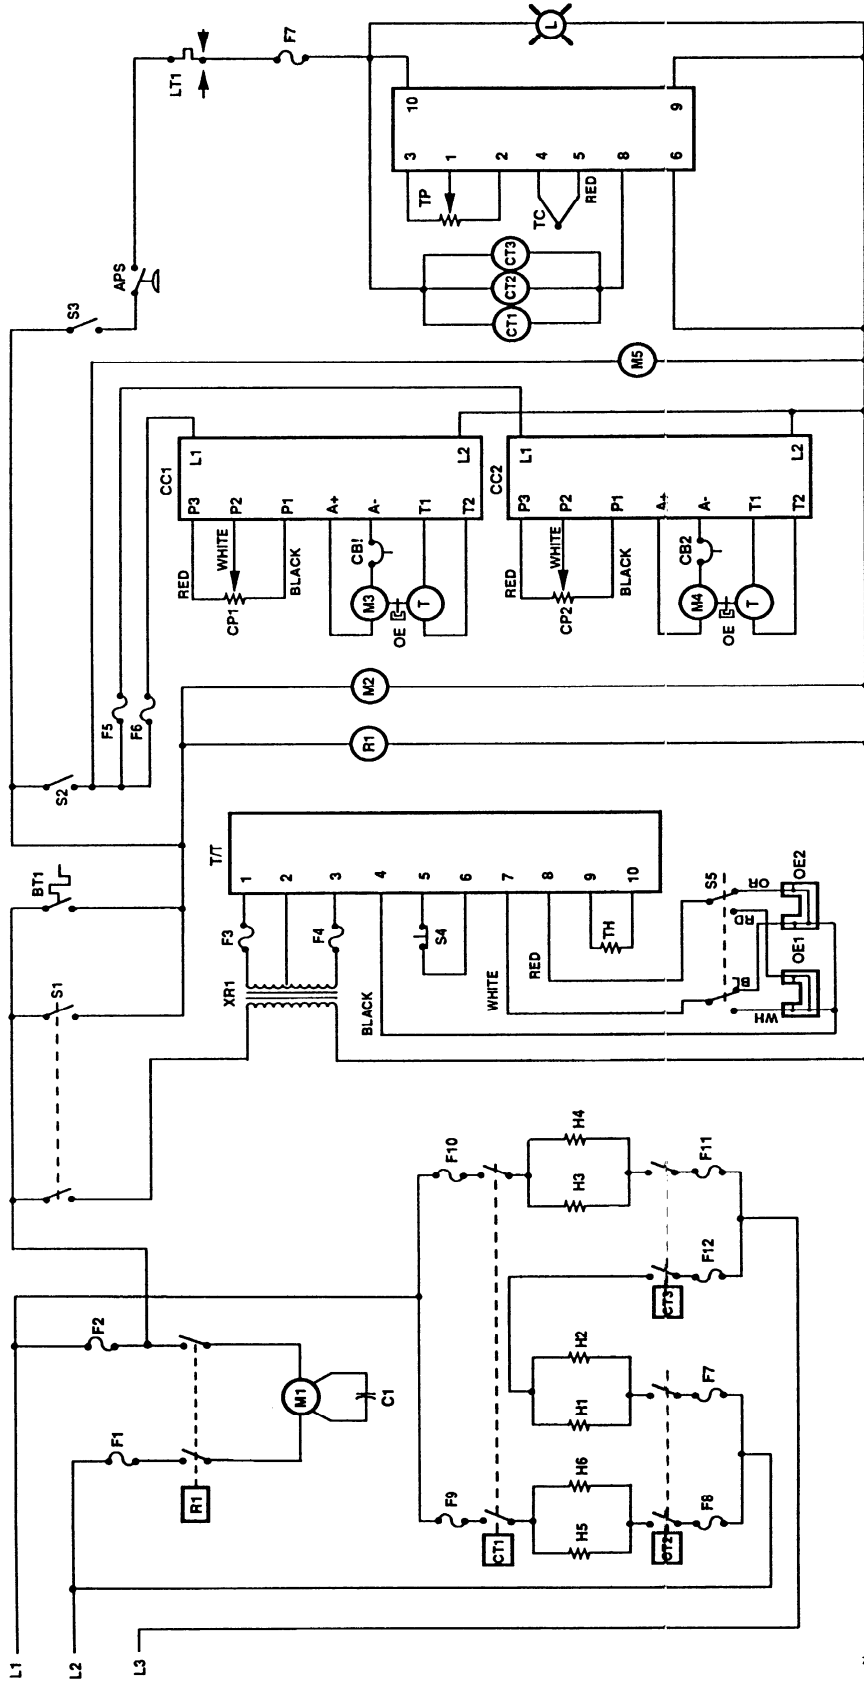 L1
L2
L3
F1
F2
R1
M1
C1
S1
BT1
S2
F5
F6
S3
APS
LT1
F7
F9
CT1
H5
H6
CT2
F8
H1
H2
F7
CT3
F12
F10
H3
H4
F11
XR1
F3
F4
BLACK
S4
WHITE
RED
TH
T/T
1
2
3
4
5
6
7
8
9
10
S5
WH
BL
RD
OR
OE1
OE2
R1
M2
CC1
RED
WHITE
BLACK
CP1
P3
P2
P1
A+
A-
T1
T2
L1
L2
CB!
M3
OE
T
CC2
RED
WHITE
BLACK
CP2
P3
P2
P1
A+
A-
T1
T2
L1
L2
CB2
M4
OE
T
M5
CT1
CT2
CT3
TP
TC
RED
3
1
2
4
5
8
6
10
9
L